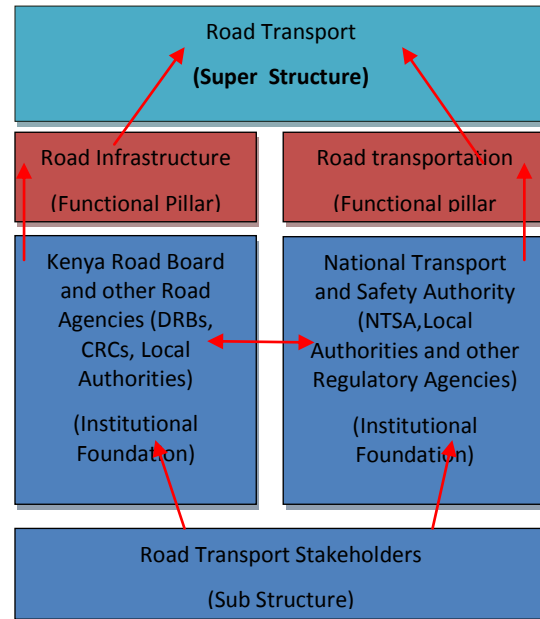 Road Transport
(Super Structure)
Road Infrastructure
(Functional Pillar)
Road transportation
(Functional pillar
Kenya Road Board
and other Road
Agencies (DRBs,
CRCs, Local
Authorities)
(Institutional
Foundation)
National Transport
and Safety Authority
(NTSA,Local
Authorities and other
Regulatory Agencies)
(Institutional
Foundation)
Road Transport Stakeholders
(Sub Structure)